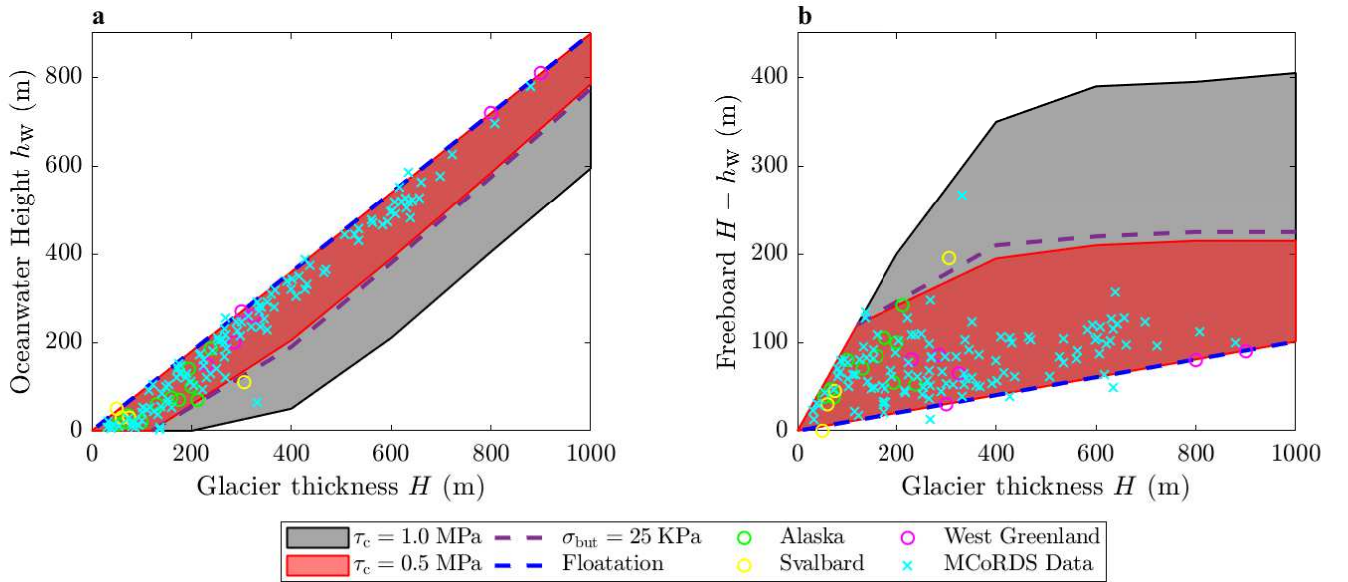 a
Oceanwater Height h_w (m)
800
600
400
200
0
0 200 400 600 800 1000
Glacier thickness H (m)
b
Freeboard H − h_w (m)
400
300
200
100
0
0 200 400 600 800 1000
Glacier thickness H (m)
τ_c = 1.0 MPa σ_but = 25 KPa Alaska West Greenland
τ_c = 0.5 MPa Floatation Svalbard MCoRDS Data